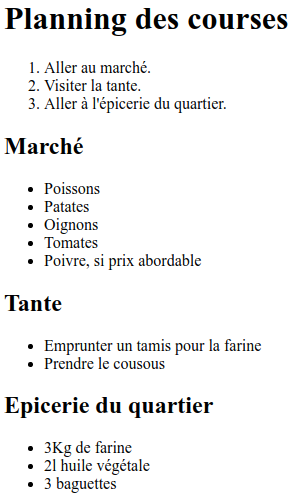 Planning des courses
1. Aller au marché.
2. Visiter la tante.
3. Aller à l'épicerie du quartier.
Marché
• Poissons
• Patates
• Oignons
• Tomates
• Poivre, si prix abordable
Tante
• Emprunter un tamis pour la farine
• Prendre le cousous
Epicerie du quartier
• 3Kg de farine
• 2l huile végétale
• 3 baguettes